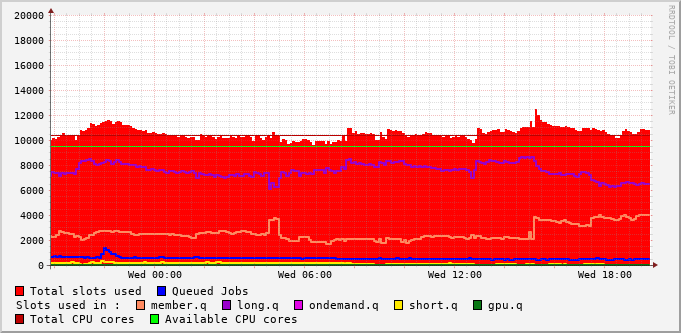 20000
18000
16000
14000
12000
10000
8000
6000
4000
2000
0
Wed 00:00 Wed 06:00 Wed 12:00 Wed 18:00
RRDTOOL / TOBI OETIKER
Total slots used Queued Jobs
Slots used in : member.q long.q ondemand.q short.q gpu.q
Total CPU cores Available CPU cores